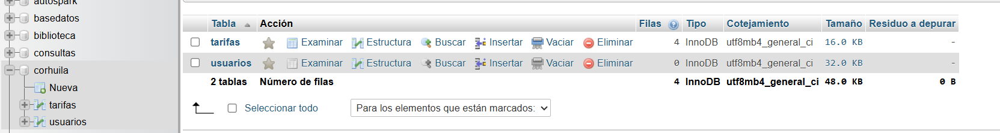 autospark
basedatos
biblioteca
consultas
corhuila
Nueva
tarifas
usuarios
Tabla Acción Filas Tipo Cotejamiento Tamaño Residuo a depurar
tarifas Examinar Estructura Buscar Insertar Vaciar Eliminar 4 InnoDB utf8mb4_general_ci 16.0 KB -
usuarios Examinar Estructura Buscar Insertar Vaciar Eliminar 0 InnoDB utf8mb4_general_ci 32.0 KB -
2 tablas Número de filas 4 InnoDB utf8mb4_general_ci 48.0 KB 0 B
Seleccionar todo Para los elementos que están marcados: